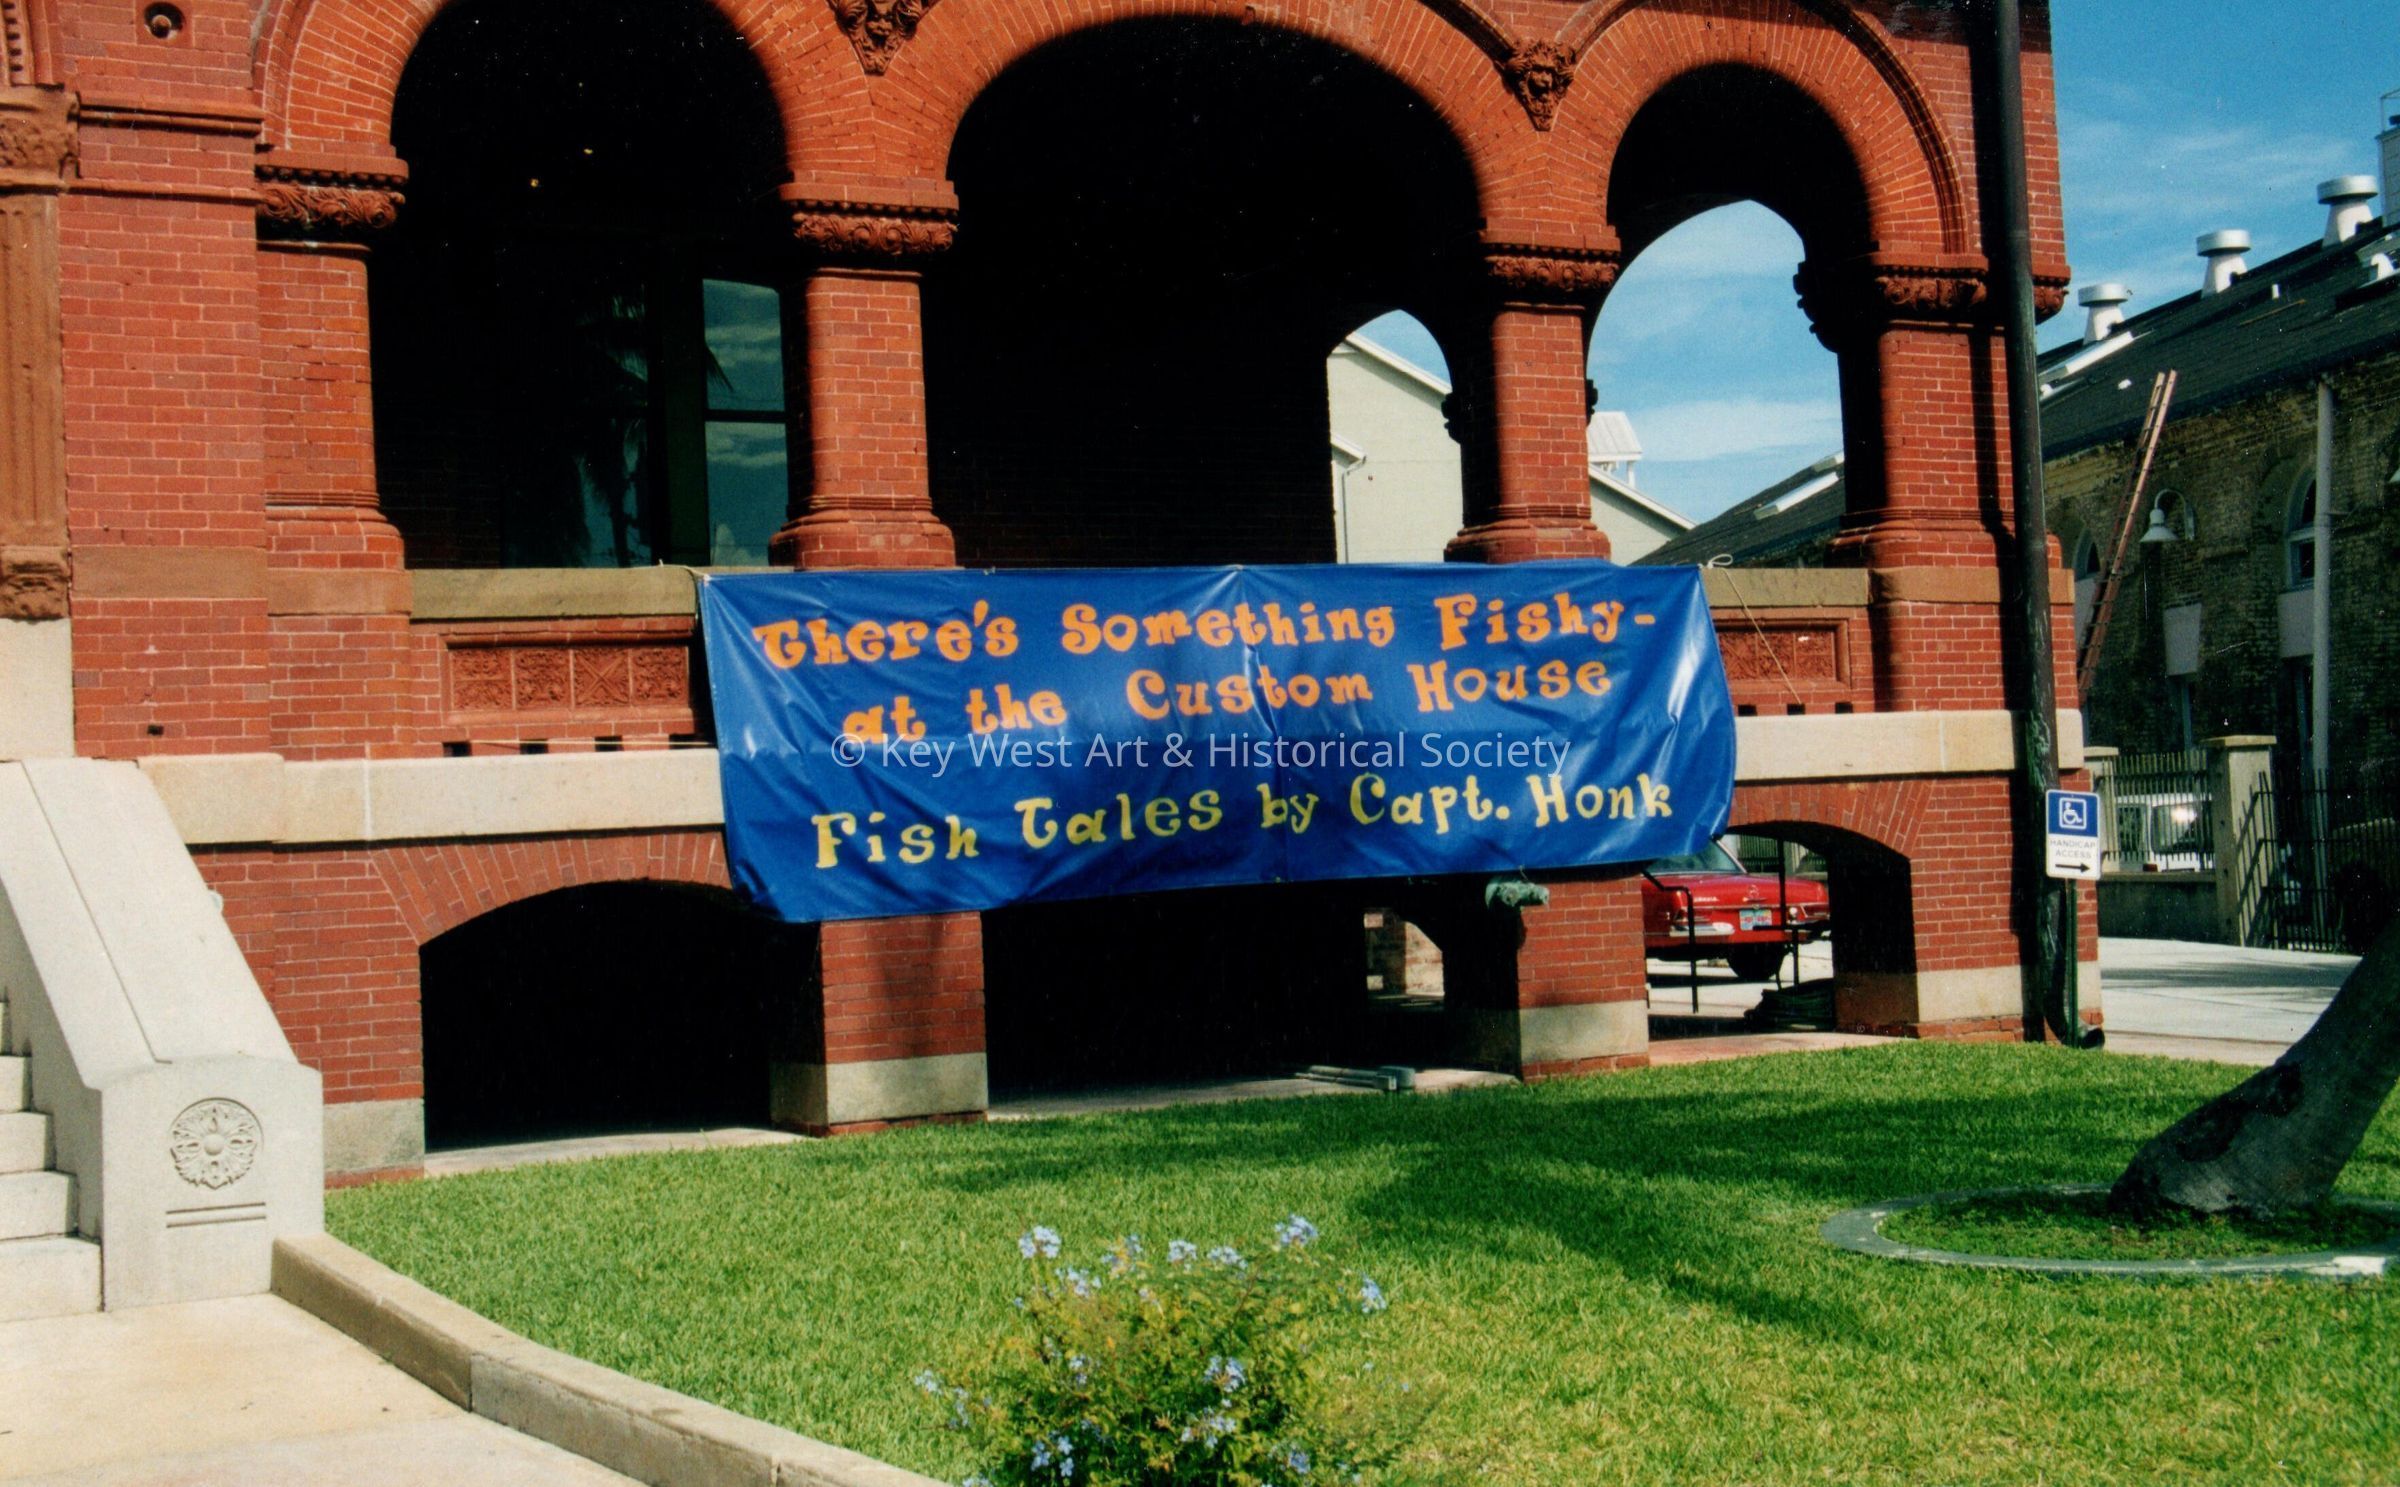 There's Something Fishy-
at the Custom House
© Key West Art & Historical Society
Fish Tales by Capt. Honk
HANDICAP
ACCESS